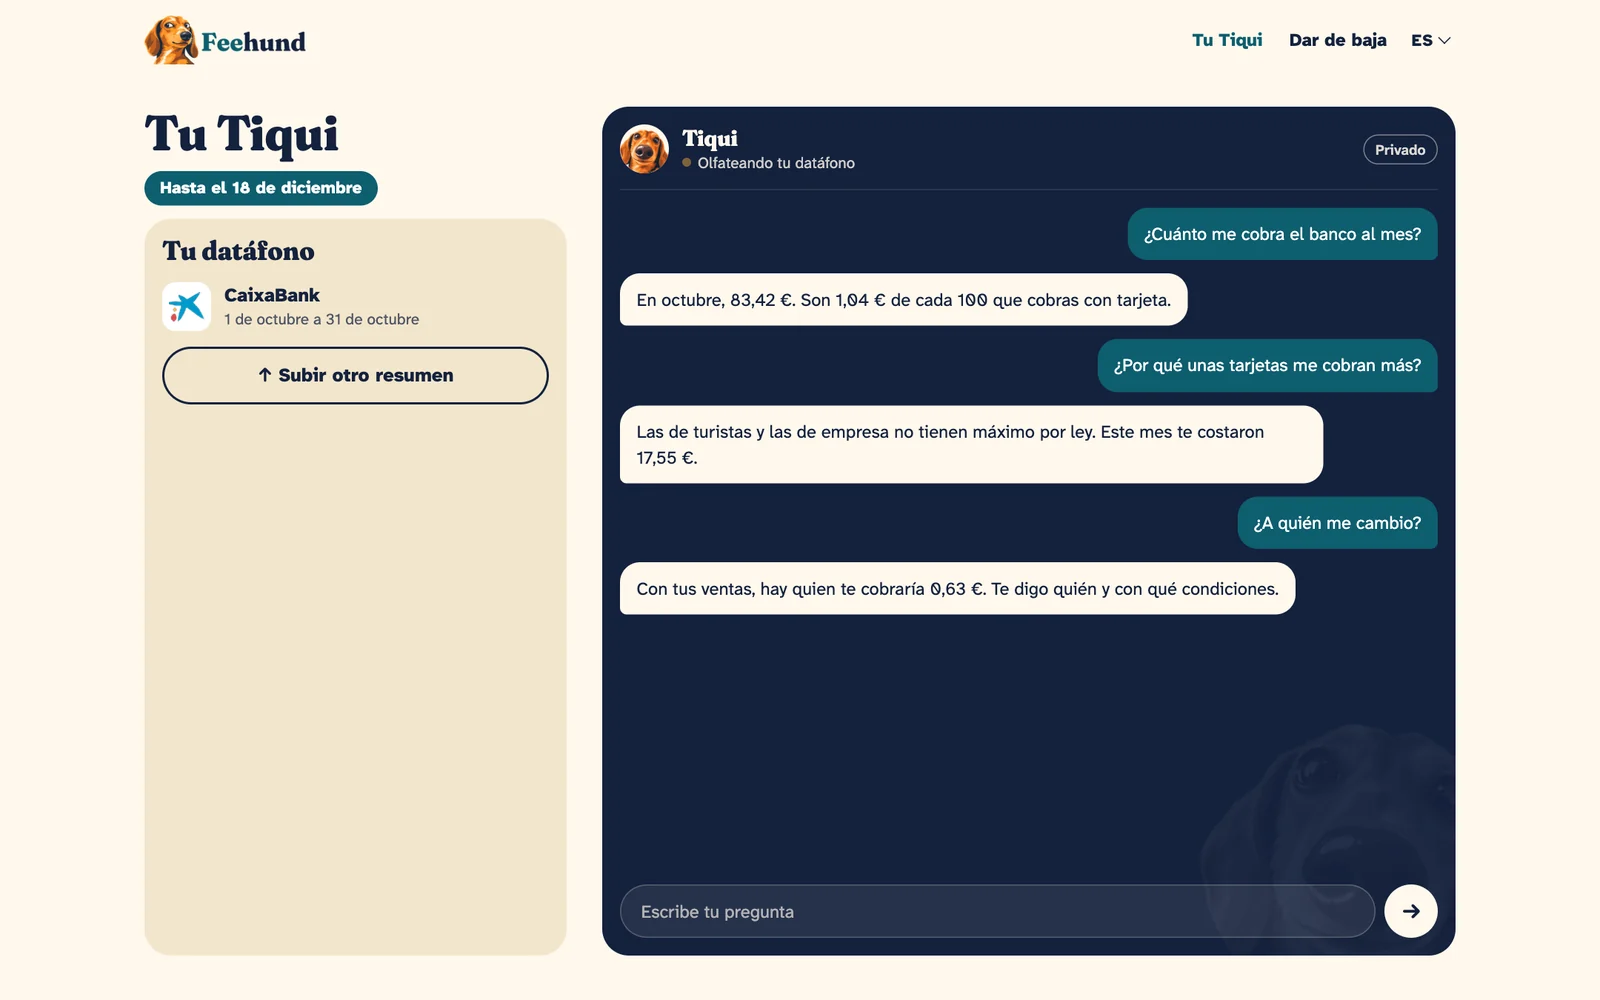 Feehund
Tu Tiqui
Dar de baja
ES
Tu Tiqui
Hasta el 18 de diciembre
Tu datáfono
CaixaBank
1 de octubre a 31 de octubre
↑ Subir otro resumen
Tiqui
Olfateando tu datáfono
Privado
¿Cuánto me cobra el banco al mes?
En octubre, 83,42 €. Son 1,04 € de cada 100 que cobras con tarjeta.
¿Por qué unas tarjetas me cobran más?
Las de turistas y las de empresa no tienen máximo por ley. Este mes te costaron
17,55 €.
¿A quién me cambio?
Con tus ventas, hay quien te cobraría 0,63 €. Te digo quién y con qué condiciones.
Escribe tu pregunta